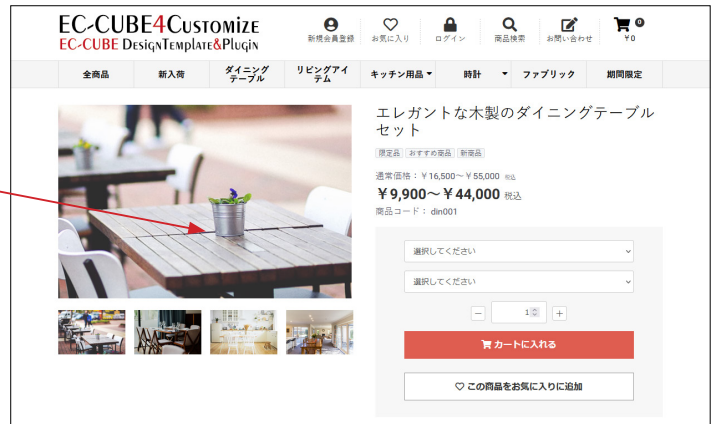 EC-CUBE4CUSTOMIZE
EC-CUBE DESIGNTEMPLATE&PLUGIN
新規会員登録
お気に入り
ログイン
商品検索
お問い合わせ
0
¥0
全商品
新入荷
ダイニング
テーブル
リビングアイ
テム
キッチン用品
時計
ファブリック
期間限定
エレガントな木製のダイニングテーブル
セット
限定品 おすすめ商品 新商品
通常価格：¥16,500～¥55,000 税込
¥9,900～¥44,000 税込
商品コード： din001
選択してください
選択してください
1
カートに入れる
この商品をお気に入りに追加